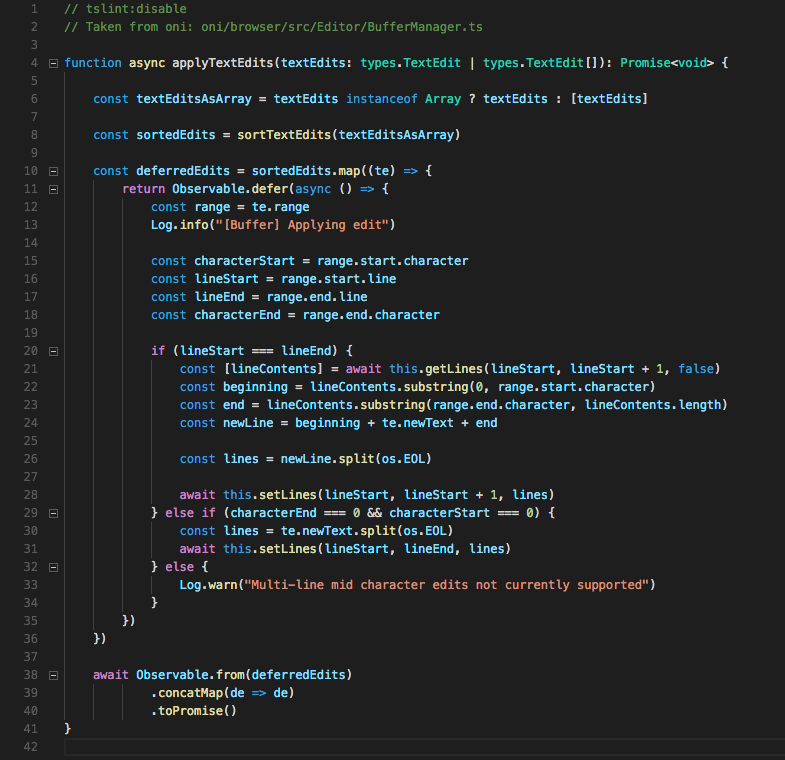 1 // tslint:disable
2 // Taken from oni: oni/browser/src/Editor/BufferManager.ts
3
4 function async applyTextEdits(textEdits: types.TextEdit | types.TextEdit[]): Promise<void> {
5
6     const textEditsAsArray = textEdits instanceof Array ? textEdits : [textEdits]
7
8     const sortedEdits = sortTextEdits(textEditsAsArray)
9
10     const deferredEdits = sortedEdits.map((te) => {
11         return Observable.defer(async () => {
12             const range = te.range
13             Log.info("[Buffer] Applying edit")
14
15             const characterStart = range.start.character
16             const lineStart = range.start.line
17             const lineEnd = range.end.line
18             const characterEnd = range.end.character
19
20             if (lineStart === lineEnd) {
21                 const [lineContents] = await this.getLines(lineStart, lineStart + 1, false)
22                 const beginning = lineContents.substring(0, range.start.character)
23                 const end = lineContents.substring(range.end.character, lineContents.length)
24                 const newLine = beginning + te.newText + end
25
26                 const lines = newLine.split(os.EOL)
27
28                 await this.setLines(lineStart, lineStart + 1, lines)
29             } else if (characterEnd === 0 && characterStart === 0) {
30                 const lines = te.newText.split(os.EOL)
31                 await this.setLines(lineStart, lineEnd, lines)
32             } else {
33                 Log.warn("Multi-line mid character edits not currently supported")
34             }
35         })
36     })
37
38     await Observable.from(deferredEdits)
39             .concatMap(de => de)
40             .toPromise()
41 }
42